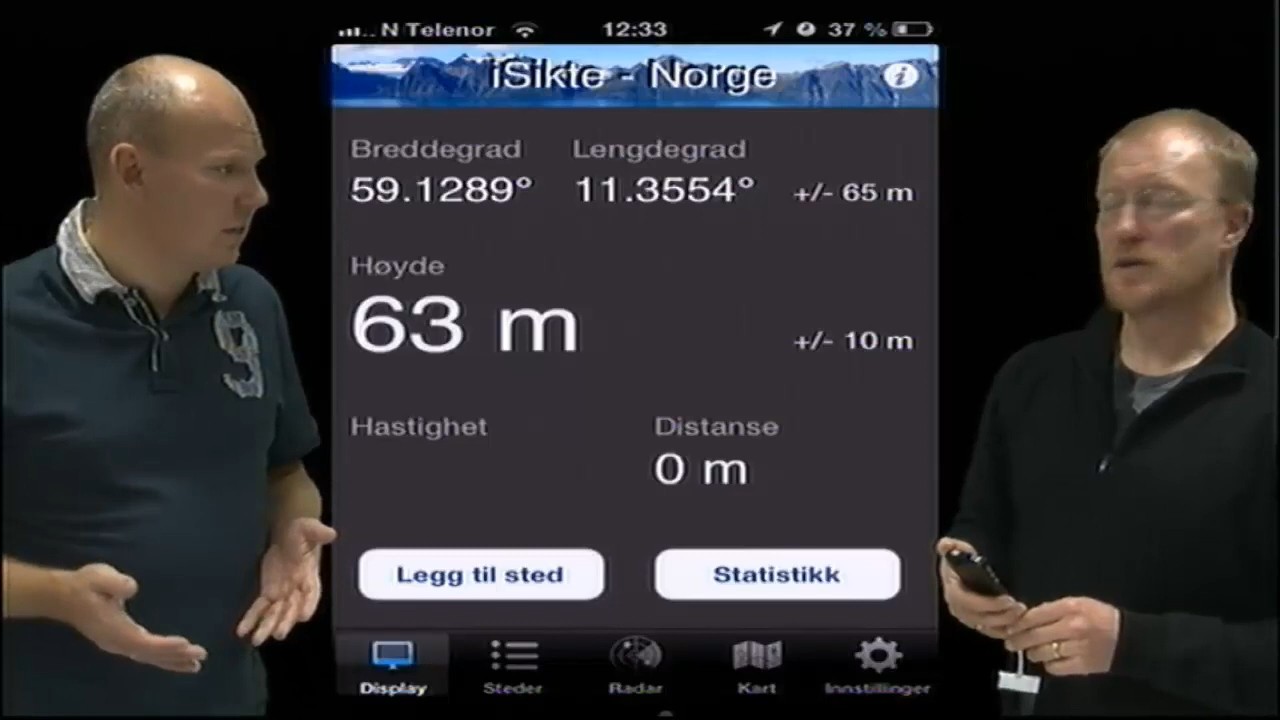 N Telenor 12:33 37 %
iSikte - Norge
Breddegrad Lengdegrad
59.1289° 11.3554° +/- 65 m
Høyde
63 m +/- 10 m
Hastighet Distanse
0 m
Legg til sted Statistikk
Display Steder Radar Kart Innstillinger
9